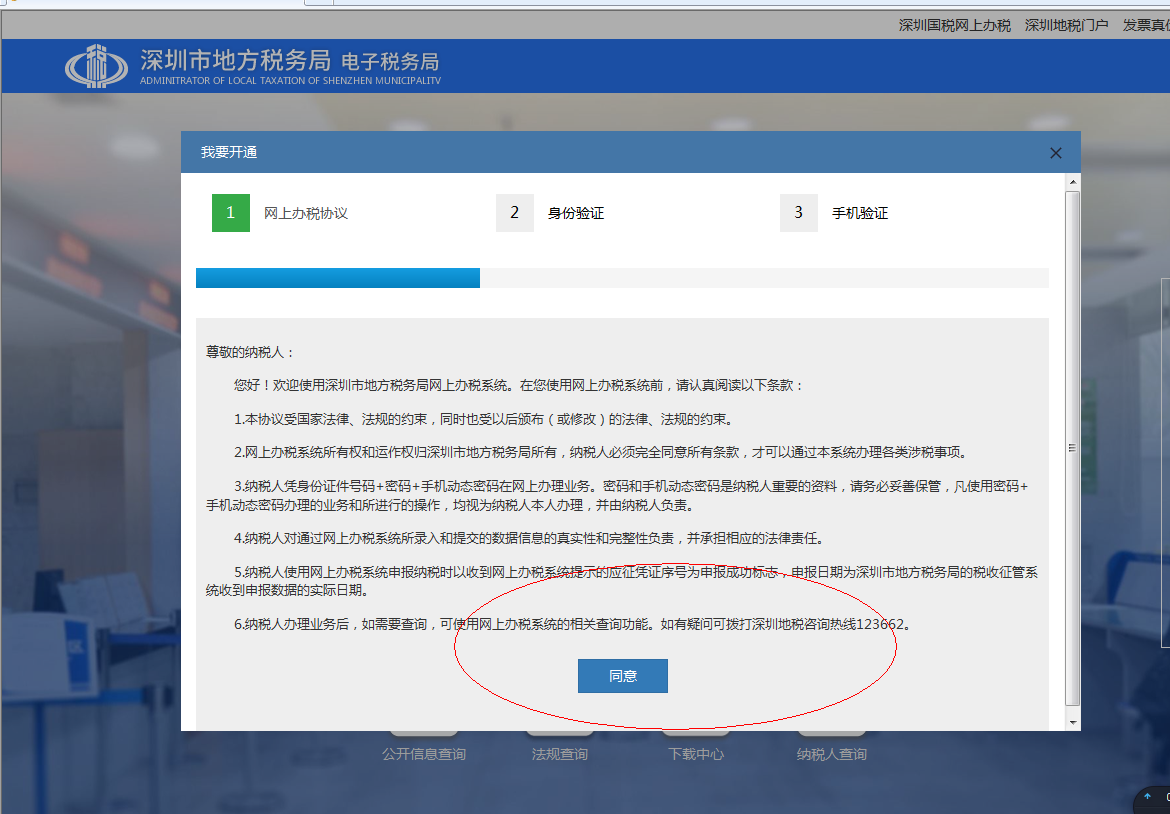 深圳国税网上办税 深圳地税门户 发票真
深圳市地方税务局 电子税务局
ADMINITRATOR OF LOCAL TAXATION OF SHENZHEN MUNICIPALITY
我要开通
1 网上办税协议 2 身份验证 3 手机验证
尊敬的纳税人：
您好！欢迎使用深圳市地方税务局网上办税系统。在您使用网上办税系统前，请认真阅读以下条款：
1.本协议受国家法律、法规的约束，同时也受以后颁布（或修改）的法律、法规的约束。
2.网上办税系统所有权和运作权归深圳市地方税务局所有，纳税人必须完全同意所有条款，才可以通过本系统办理各类涉税事项。
3.纳税人凭身份证件号码+密码+手机动态密码在网上办理业务。密码和手机动态密码是纳税人重要的资料，请务必妥善保管，凡使用密码+
手机动态密码办理的业务和所进行的操作，均视为纳税人本人办理，并由纳税人负责。
4.纳税人对通过网上办税系统所录入和提交的数据信息的真实性和完整性负责，并承担相应的法律责任。
5.纳税人使用网上办税系统申报纳税时以收到网上办税系统提示的应征凭证序号为申报成功标志，申报日期为深圳市地方税务局的税收征管系
统收到申报数据的实际日期。
6.纳税人办理业务后，如需要查询，可使用网上办税系统的相关查询功能。如有疑问可拨打深圳地税咨询热线123662。
同意
公开信息查询 法规查询 下载中心 纳税人查询